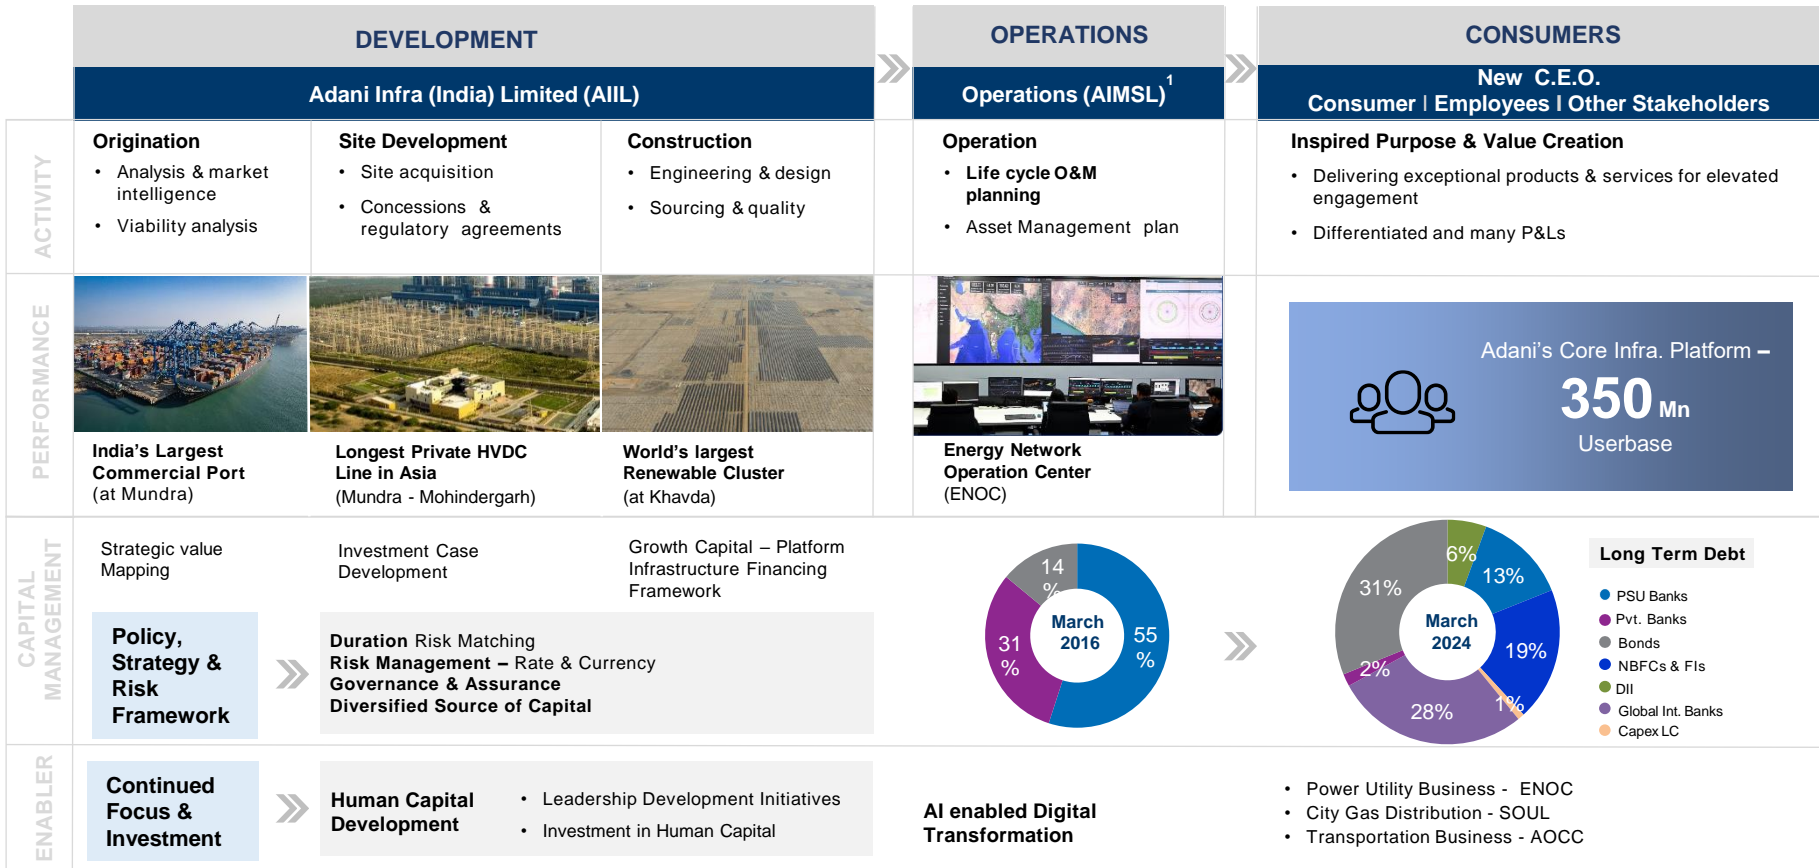 DEVELOPMENT
Adani Infra (India) Limited (AIIL)
OPERATIONS
Operations (AIMSL)1
CONSUMERS
New C.E.O.
Consumer I Employees I Other Stakeholders
ACTIVITY
Origination
• Analysis & market
intelligence
• Viability analysis
Site Development
• Site acquisition
• Concessions &
regulatory agreements
Construction
• Engineering & design
• Sourcing & quality
Operation
• Life cycle O&M
planning
• Asset Management plan
Inspired Purpose & Value Creation
• Delivering exceptional products & services for elevated
engagement
• Differentiated and many P&Ls
PERFORMANCE
India's Largest
Commercial Port
(at Mundra)
Longest Private HVDC
Line in Asia
(Mundra - Mohindergarh)
World's largest
Renewable Cluster
(at Khavda)
Energy Network
Operation Center
(ENOC)
Adani's Core Infra. Platform –
350 Mn
Userbase
CAPITAL
MANAGEMENT
Strategic value
Mapping
Investment Case
Development
Growth Capital – Platform
Infrastructure Financing
Framework
Policy,
Strategy &
Risk
Framework
Duration Risk Matching
Risk Management – Rate & Currency
Governance & Assurance
Diversified Source of Capital
14
%
31
%
55
%
March
2016
6%
13%
19%
1%
28%
2%
31%
March
2024
Long Term Debt
PSU Banks
Pvt. Banks
Bonds
NBFCs & FIs
DII
Global Int. Banks
Capex LC
ENABLER
Continued
Focus &
Investment
Human Capital
Development
• Leadership Development Initiatives
• Investment in Human Capital
AI enabled Digital
Transformation
• Power Utility Business - ENOC
• City Gas Distribution - SOUL
• Transportation Business - AOCC